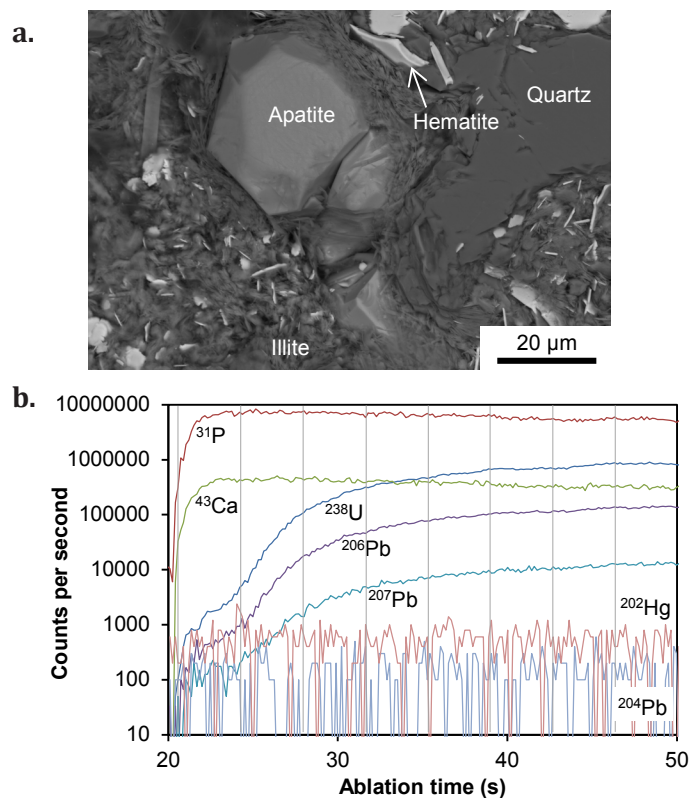 a.
Apatite
Quartz
Hematite
Illite
20 µm
b.
10000000
1000000
100000
10000
1000
100
10
Counts per second
³¹P
⁴³Ca
²³⁸U
²⁰⁶Pb
²⁰⁷Pb
²⁰²Hg
²⁰⁴Pb
20 30 40 50
Ablation time (s)